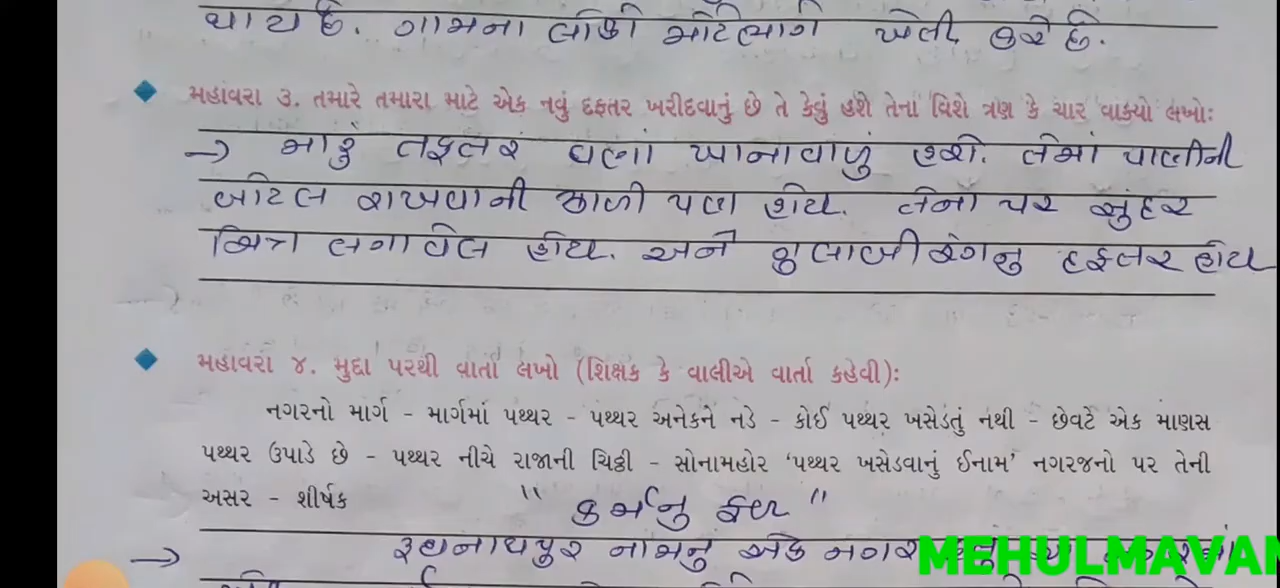 થાય છે. ગામના લોકો મોટેભાગે ખેતી કરે છે.
મહાવરા ૩. તમારે તમારા માટે એક નવું દફતર ખરીદવાનું છે તે કેવું હશે તેના વિશે ત્રણ કે ચાર વાક્યો લખો:
→ મારું દફતર ઘણાં ખાનાવાળું હશે. તેમાં પાણીની
બોટલ રાખવાની જાળી પણ હોય. તેના પર સુંદર
ચિત્ર લગાવેલ હોય. અને ગુલાબી રંગનુ દફતર હોય
મહાવરા ૪. મુદ્દા પરથી વાર્તા લખો (શિક્ષક કે વાલીએ વાર્તા કહેવી):
નગરનો માર્ગ - માર્ગમાં પથ્થર - પથ્થર અનેકને નડે - કોઈ પથ્થર ખસેડતું નથી - છેવટે એક માણસ
પથ્થર ઉપાડે છે - પથ્થર નીચે રાજાની ચિઠ્ઠી - સોનામહોર 'પથ્થર ખસેડવાનું ઈનામ' નગરજનો પર તેની
અસર - શીર્ષક
"કર્મનુ ફળ"
→ રૂઘનાથપુર નામનુ એક નગર
MEHULMAVAN